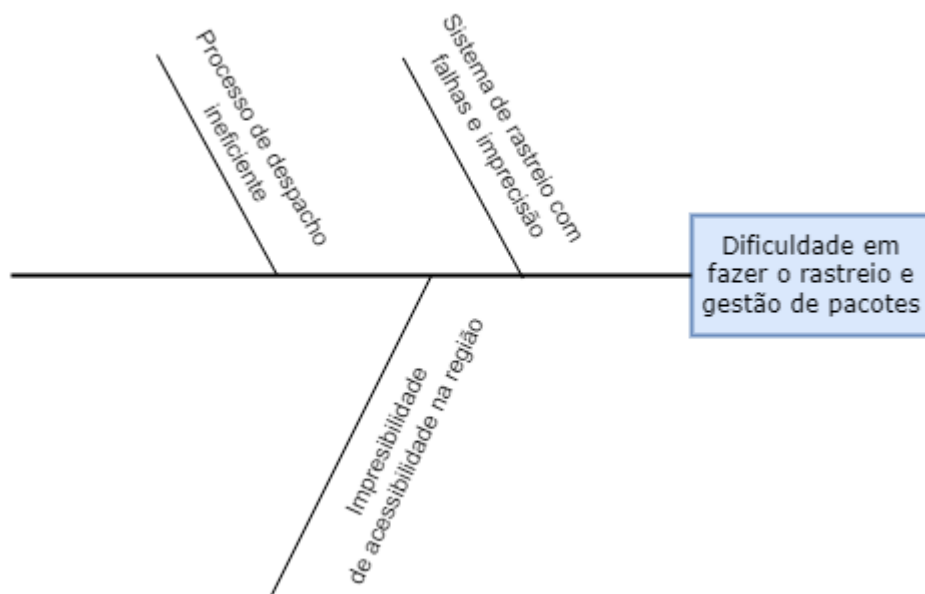 Processo de despacho
ineficiente
Sistema de rastreio com
falhas e imprecisão
Dificuldade em
fazer o rastreio e
gestão de pacotes
Impresibilidade
de acessibilidade na região